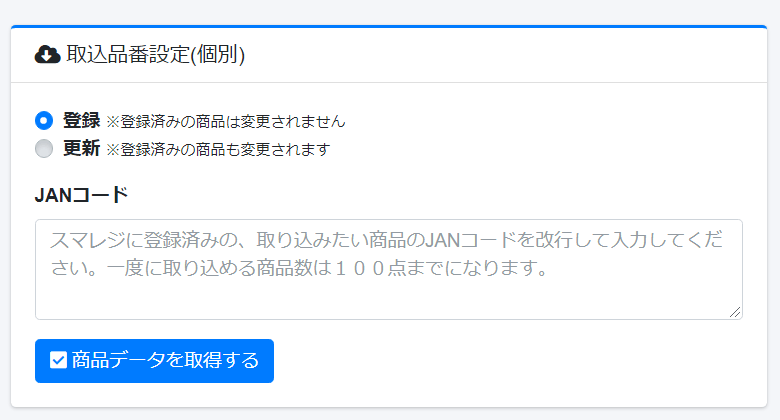 取込品番設定(個別)
登録 ※登録済みの商品は変更されません
更新 ※登録済みの商品も変更されます
JANコード
スマレジに登録済みの、取り込みたい商品のJANコードを改行して入力してくだ
さい。一度に取り込める商品数は１００点までになります。
商品データを取得する